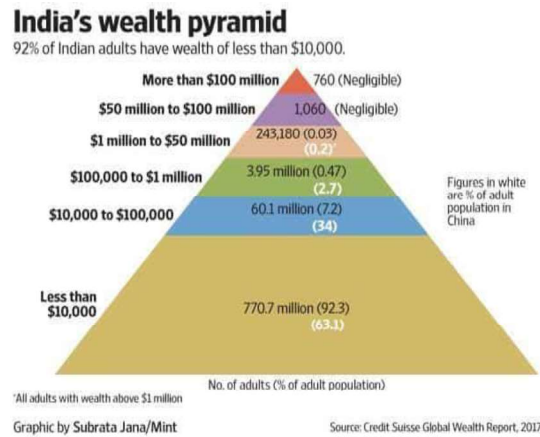 India's wealth pyramid
92% of Indian adults have wealth of less than $10,000.
More than $100 million 760 (Negligible)
$50 million to $100 million 1,060 (Negligible)
$1 million to $50 million 243,180 (0.03)
(0.2)*
$100,000 to $1 million 3.95 million (0.47)
(2.7)
$10,000 to $100,000 60.1 million (7.2)
(34)
Figures in white
are % of adult
population in
China
Less than
$10,000
770.7 million (92.3)
(63.1)
No. of adults (% of adult population)
*All adults with wealth above $1 million
Graphic by Subrata Jana/Mint
Source: Credit Suisse Global Wealth Report, 2017